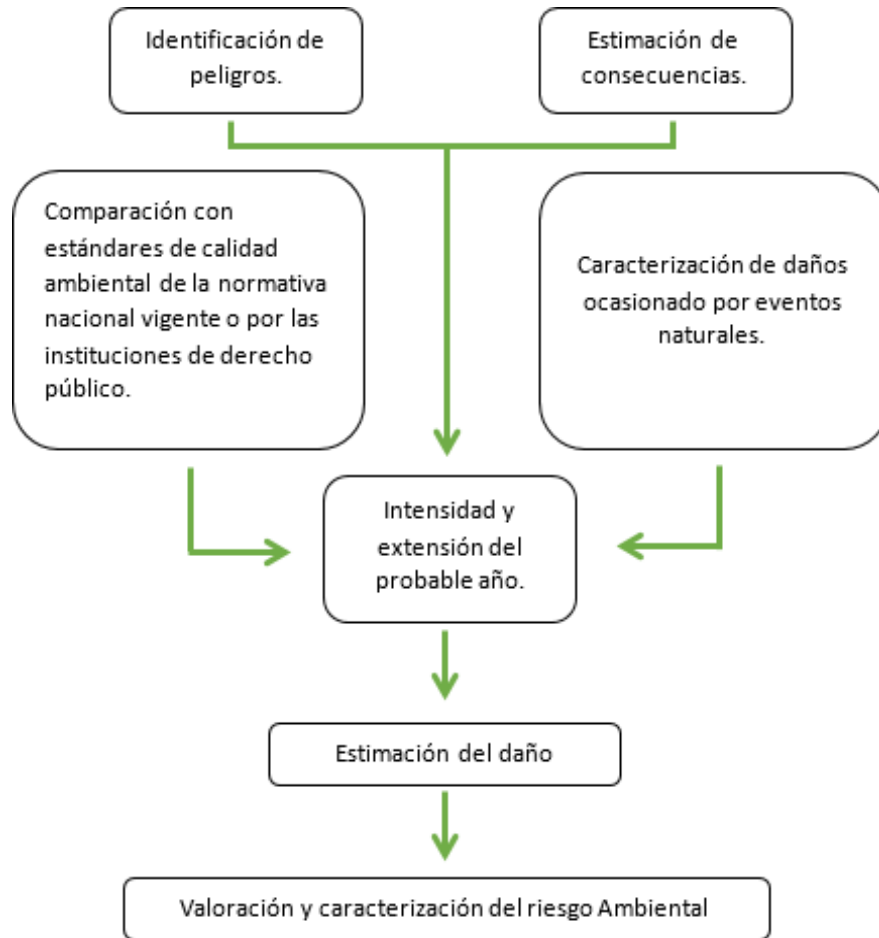 Identificación de
peligros.
Estimación de
consecuencias.
Comparación con
estándares de calidad
ambiental de la normativa
nacional vigente o por las
instituciones de derecho
público.
Caracterización de daños
ocasionado por eventos
naturales.
Intensidad y
extensión del
probable año.
Estimación del daño
Valoración y caracterización del riesgo Ambiental